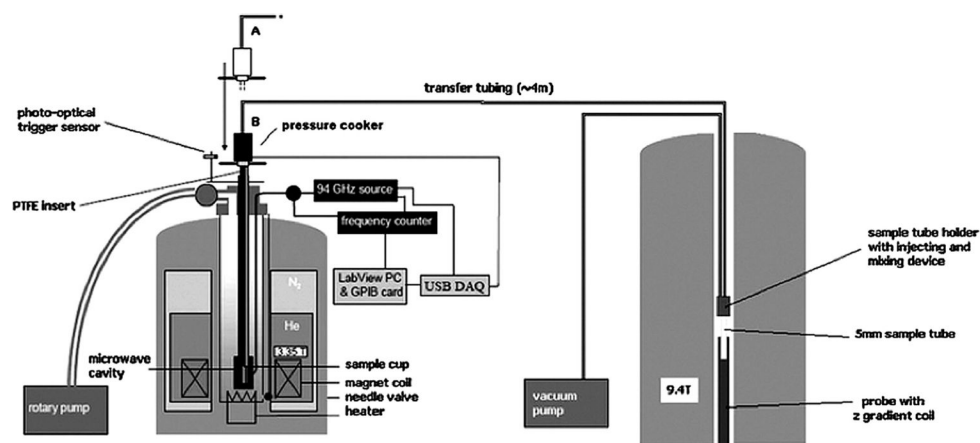 A
transfer tubing (~4m)
photo-optical
trigger sensor
B
pressure cooker
PTFE insert
94 GHz source
frequency counter
LabView PC
& GPIB card
USB DAQ
sample tube holder
with injecting and
mixing device
N2
He
3.35T
5mm sample tube
microwave
cavity
sample cup
magnet coil
needle valve
heater
rotary pump
vacuum
pump
9.4T
probe with
z gradient coil